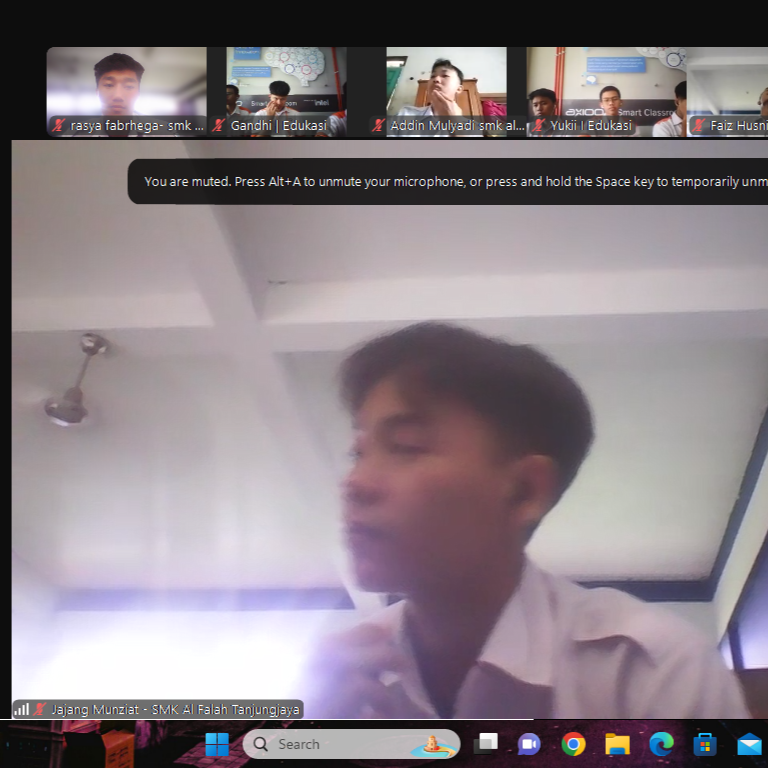 rasya fabrhega- smk ...
Gandhi | Edukasi
Addin Mulyadi smk al...
Yukii | Edukasi
Faiz Husni
intel
axioo Smart Classro
You are muted. Press Alt+A to unmute your microphone, or press and hold the Space key to temporarily unm
Jajang Munziat - SMK Al Falah Tanjungjaya
Search